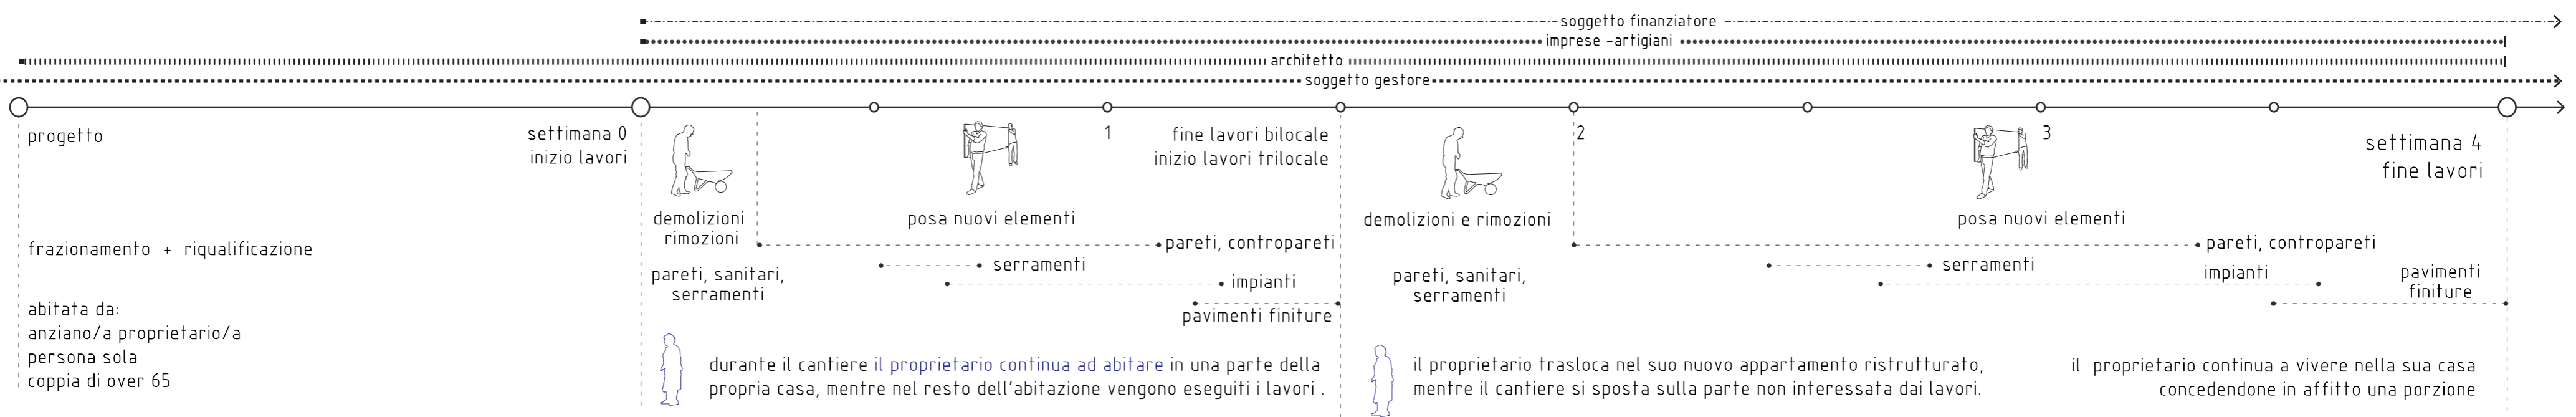 soggetto finanziatore
imprese -artigiani
architetto
soggetto gestore
progetto
frazionamento + riqualificazione
abitata da:
anziano/a proprietario/a
persona sola
coppia di over 65
settimana 0
inizio lavori
demolizioni
rimozioni
pareti, sanitari,
serramenti
posa nuovi elementi
1
pareti, contropareti
serramenti
impianti
pavimenti finiture
durante il cantiere il proprietario continua ad abitare in una parte della
propria casa, mentre nel resto dell'abitazione vengono eseguiti i lavori .
fine lavori bilocale
inizio lavori trilocale
demolizioni e rimozioni
pareti, sanitari,
serramenti
2
posa nuovi elementi
3
pareti, contropareti
serramenti
impianti
pavimenti
finiture
il proprietario trasloca nel suo nuovo appartamento ristrutturato,
mentre il cantiere si sposta sulla parte non interessata dai lavori.
settimana 4
fine lavori
il proprietario continua a vivere nella sua casa
concedendone in affitto una porzione